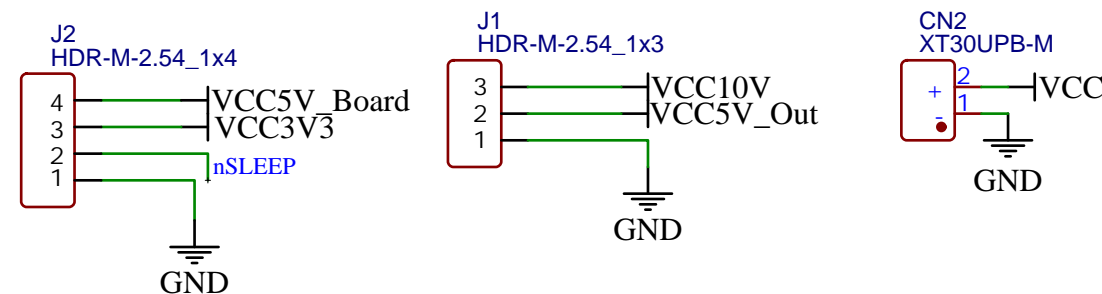 J2
HDR-M-2.54_1x4
4
VCC5V_Board
3
VCC3V3
2
nSLEEP
1
GND
J1
HDR-M-2.54_1x3
3
VCC10V
2
VCC5V_Out
1
GND
CN2
XT30UPB-M
+
2
VCC
-
1
GND